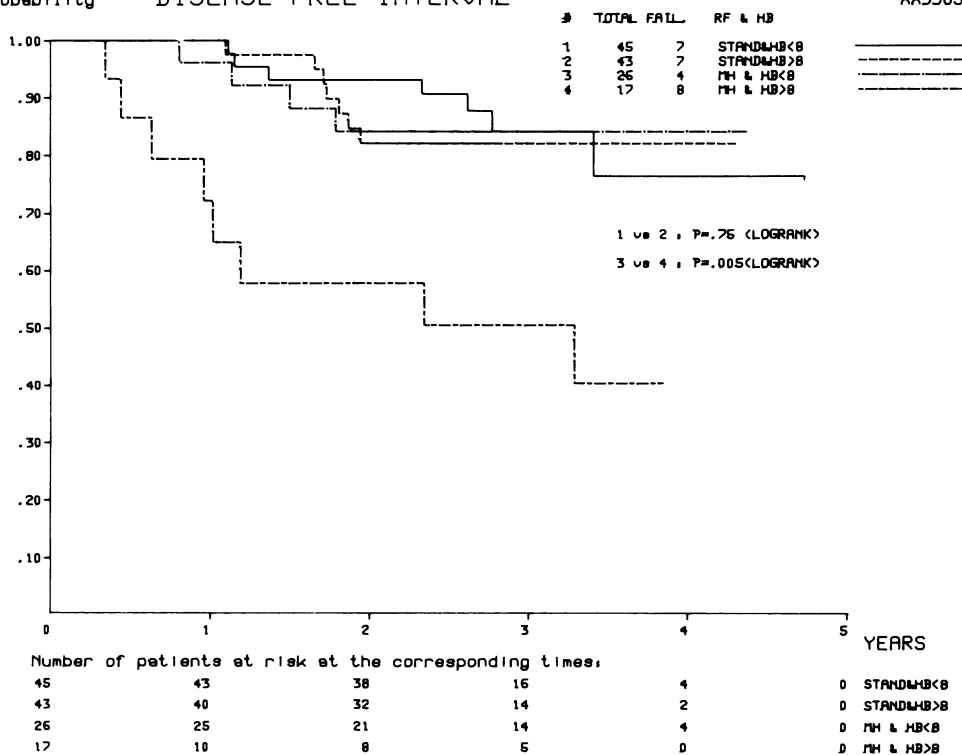 DISEASE FREE INTERVAL
# TOTAL FAIL RF & HB
1 45 7 STAND&HB<8
2 43 7 STAND&HB>8
3 26 4 MH & HB<8
4 17 8 MH & HB>8
1.00
.90
.80
.70
.60
.50
.40
.30
.20
.10
1 vs 2 : P=.76 (LOGRANK)
3 vs 4 : P=.005(LOGRANK)
0 1 2 3 4 5
YEARS
Number of patients at risk at the corresponding times:
45 43 38 16 4 0 STAND&HB<8
43 40 32 14 2 0 STAND&HB>8
26 25 21 14 4 0 MH & HB<8
17 10 8 5 0 0 MH & HB>8